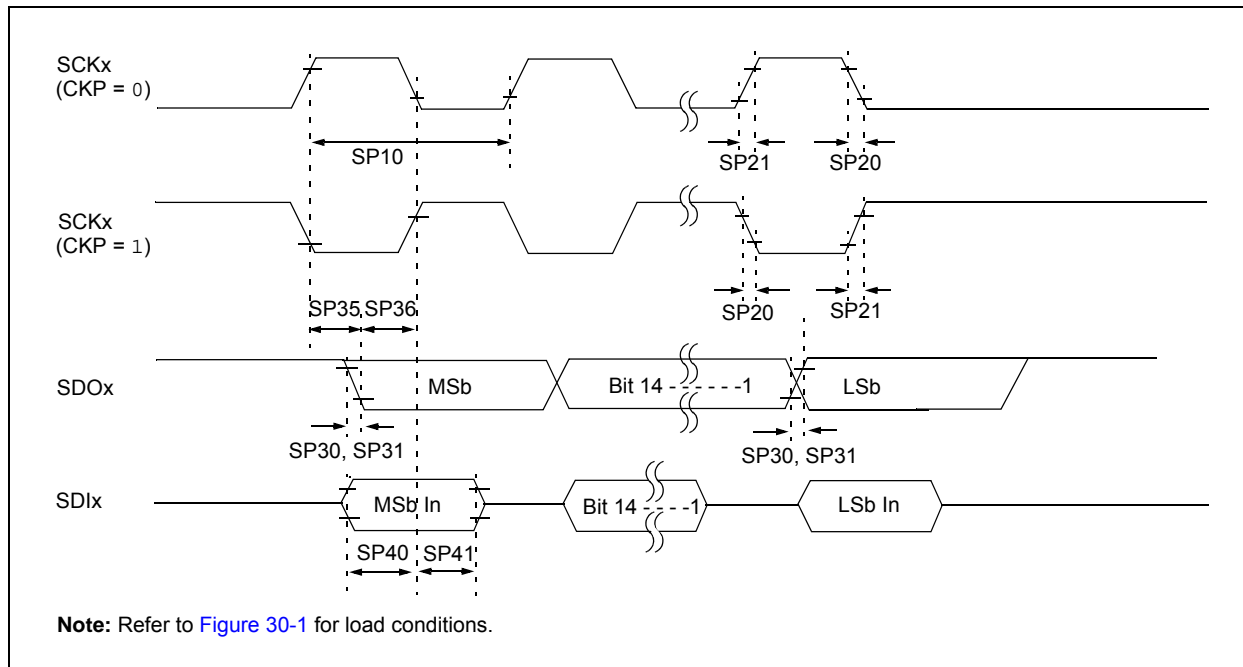 SCKx
(CKP = 0)
SP10
SP21
SP20
SCKx
(CKP = 1)
SP35
SP36
SP20
SP21
SDOx
MSb
Bit 14 - - - - - -1
LSb
SP30, SP31
SP30, SP31
SDIx
MSb In
Bit 14 - - - -1
LSb In
SP40
SP41
Note: Refer to Figure 30-1 for load conditions.